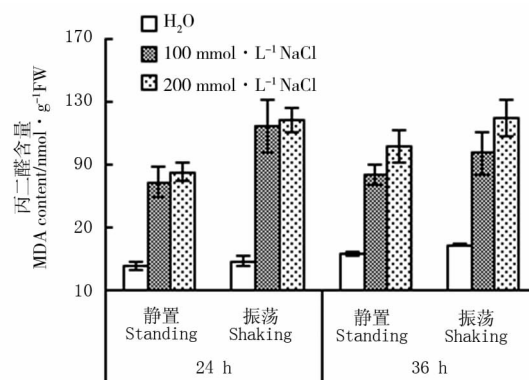 H₂O
100 mmol·L⁻¹ NaCl
200 mmol·L⁻¹ NaCl
丙二醛含量
MDA content/nmol·g⁻¹FW
170
130
90
20
10
静置 振荡 静置 振荡
Standing Shaking Standing Shaking
24 h 36 h